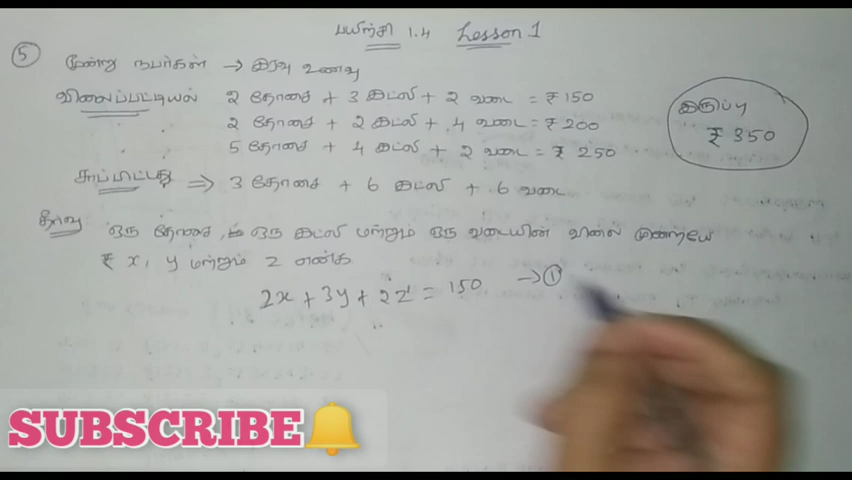 பயிற்சி 1.4 Lesson 1
⑤ மூன்று நபர்கள் → இரவு உணவு
விலைப்பட்டியல் 2 தோசை + 3 இட்லி + 2 வடை = ₹ 150
2 தோசை + 2 இட்லி + 4 வடை = ₹ 200
5 தோசை + 4 இட்லி + 2 வடை = ₹ 250
இருப்பு
₹ 350
சாப்பிட்டது ⇒ 3 தோசை + 6 இட்லி + 6 வடை
தீர்வு: ஒரு தோசை, ஒரு இட்லி மற்றும் ஒரு வடையின் விலை முறையே
₹ x, y மற்றும் z என்க
2x + 3y + 2z = 150 → ①
SUBSCRIBE